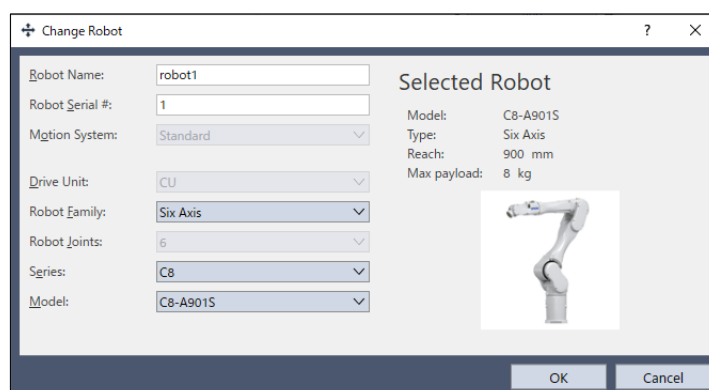 Change Robot
? ×
Robot Name: robot1
Robot Serial #: 1
Motion System: Standard
Drive Unit: CU
Robot Family: Six Axis
Robot Joints: 6
Series: C8
Model: C8-A901S
Selected Robot
Model: C8-A901S
Type: Six Axis
Reach: 900 mm
Max payload: 8 kg
OK Cancel